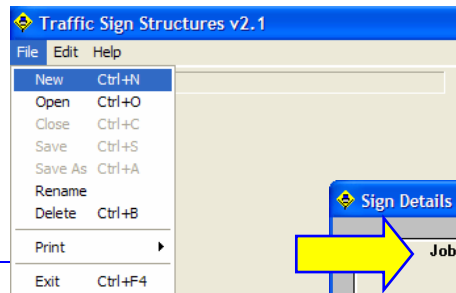 Traffic Sign Structures v2.1
File Edit Help
New Ctrl+N
Open Ctrl+O
Close Ctrl+C
Save Ctrl+S
Save As Ctrl+A
Rename
Delete Ctrl+B
Print
Exit Ctrl+F4
Sign Details
Job